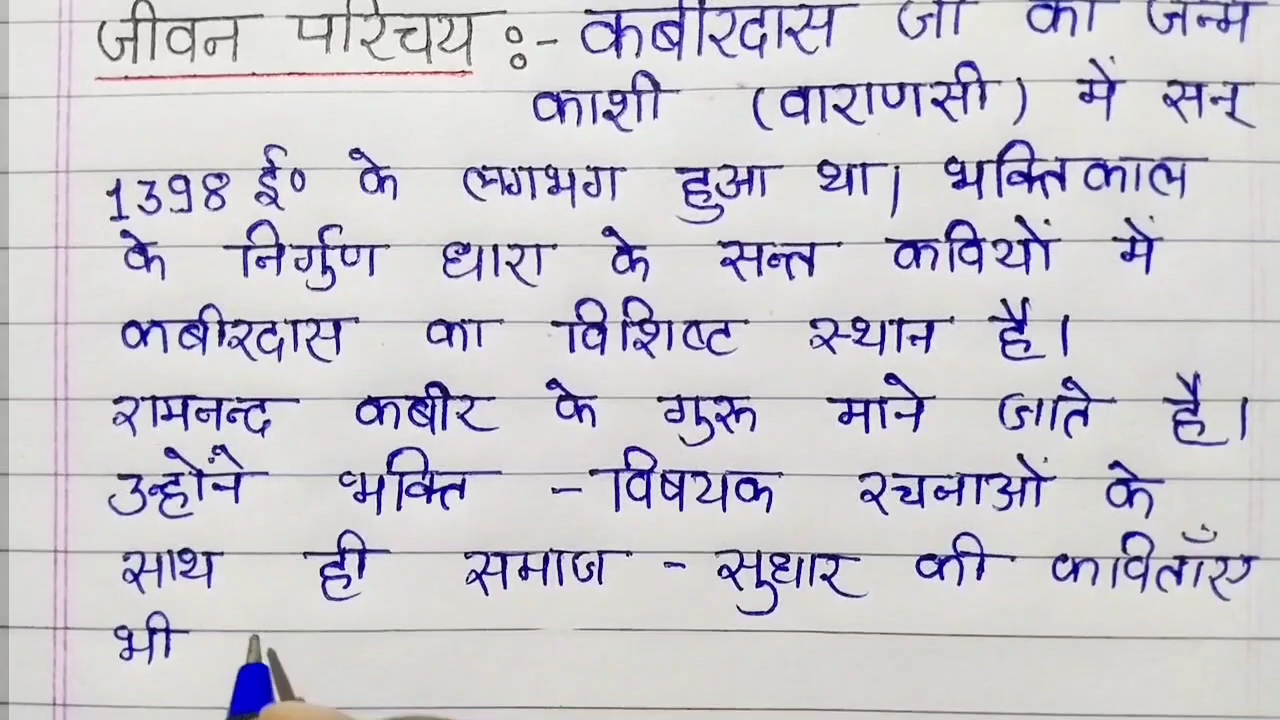 जीवन परिचय :- कबीरदास जी का जन्म
काशी (वाराणसी) में सन्
1398 ई० के लगभग हुआ था। भक्तिकाल
के निर्गुण धारा के सन्त कवियों में
कबीरदास का विशिष्ट स्थान है।
रामनन्द कबीर के गुरू माने जाते है।
उन्होंने भक्ति - विषयक रचनाओं के
साथ ही समाज - सुधार की कविताँए
भी